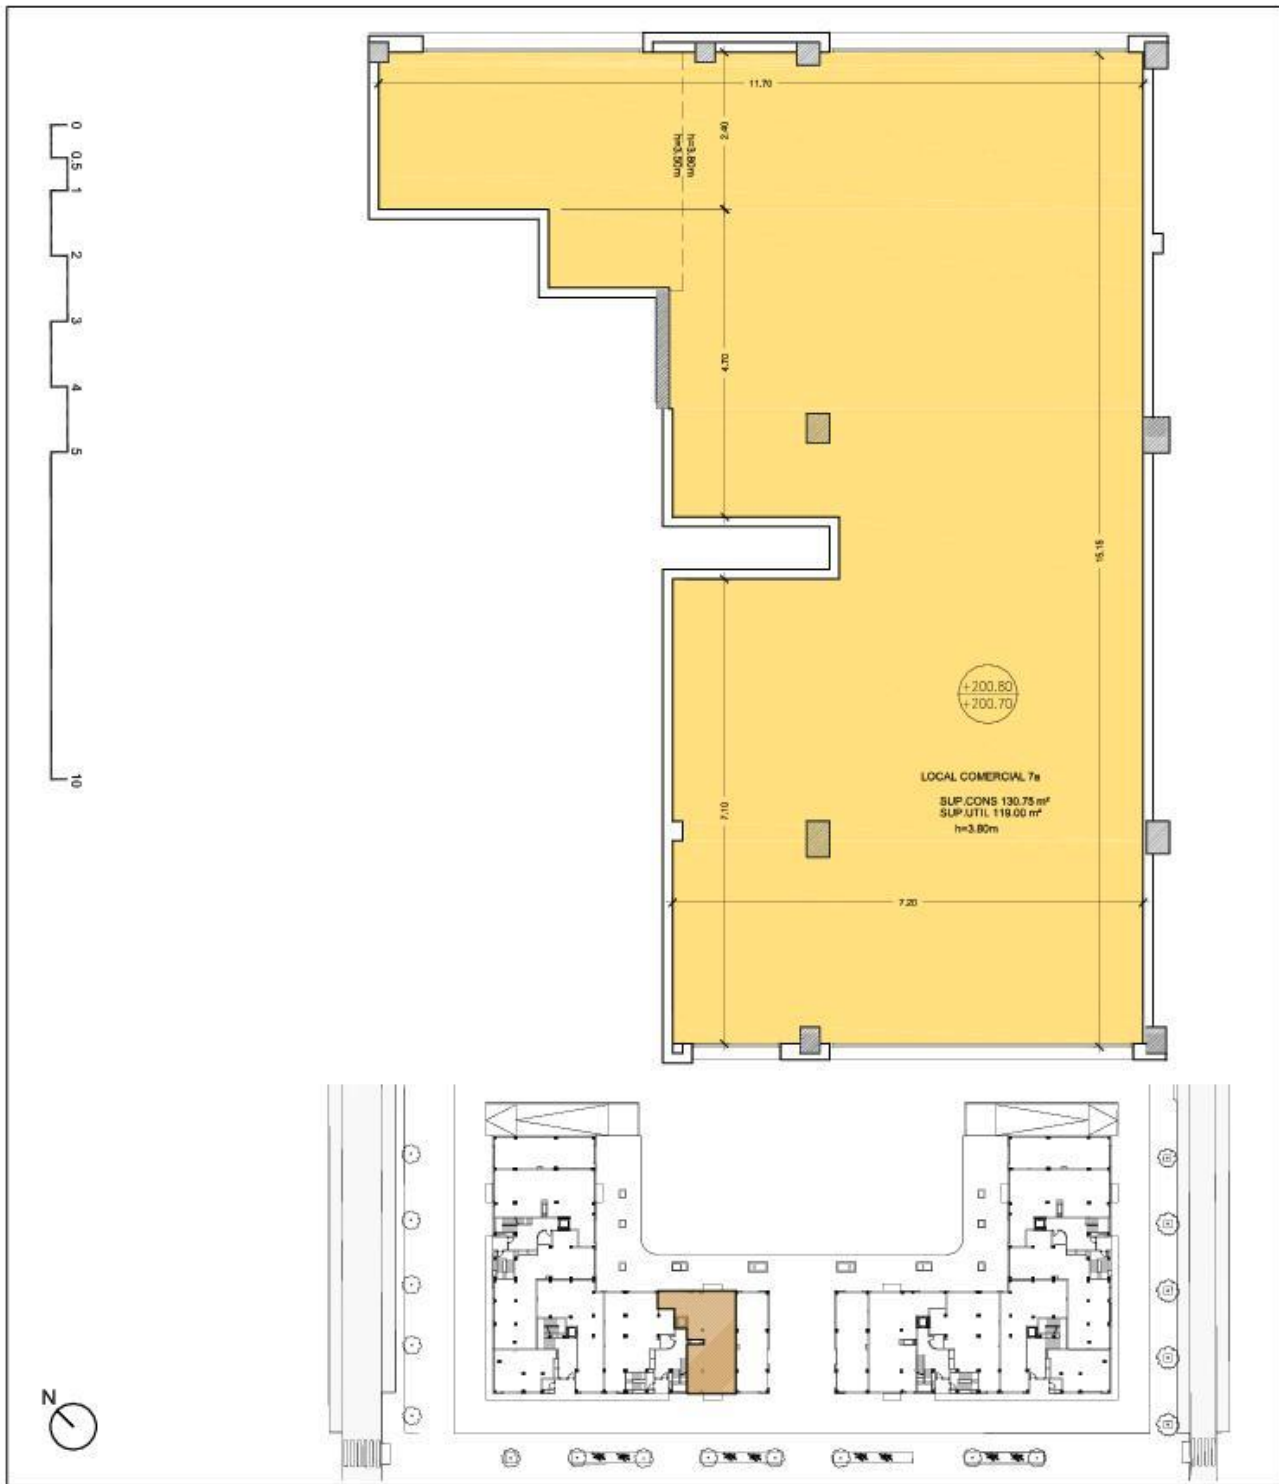 11.70
0
0.5
1
2
3
4
5
10
2.40
h=3.80m
h=3.50m
4.70
15.15
+200.80
+200.70
LOCAL COMERCIAL 7a
SUP.CONS 130.75 m²
SUP.UTIL 119.00 m²
h=3.80m
7.10
7.20
N